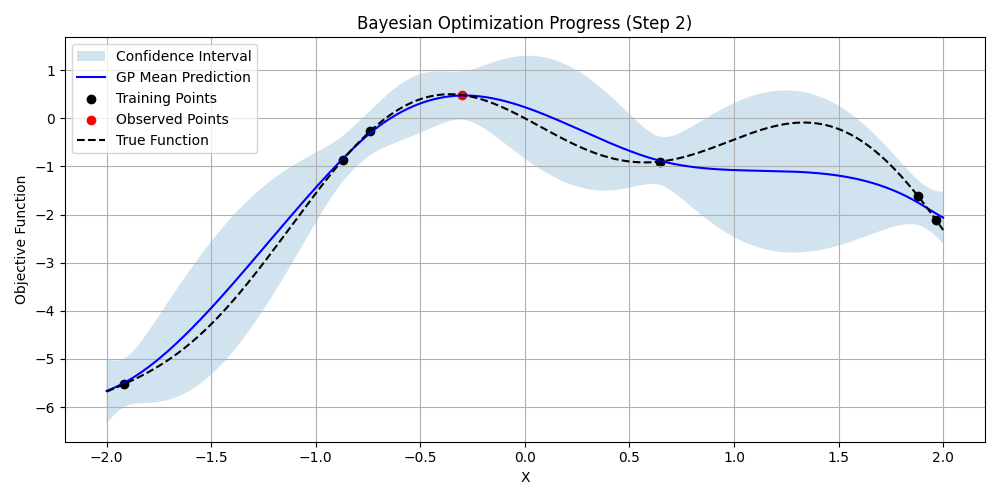 Bayesian Optimization Progress (Step 2)
Confidence Interval
GP Mean Prediction
Training Points
Observed Points
True Function
Objective Function
1
0
−1
−2
−3
−4
−5
−6
−2.0 −1.5 −1.0 −0.5 0.0 0.5 1.0 1.5 2.0
X